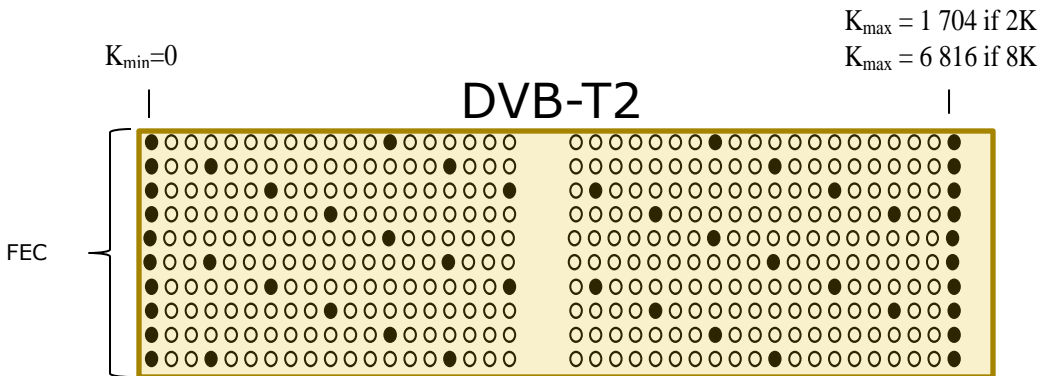 K_max = 1 704 if 2K
K_min=0
K_max = 6 816 if 8K
DVB-T2
FEC